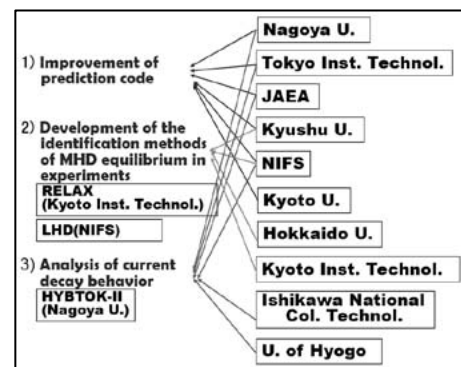 1) Improvement of
prediction code
2) Development of the
identification methods
of MHD equilibrium in
experiments
RELAX
(Kyoto Inst. Technol.)
LHD(NIFS)
3) Analysis of current
decay behavior
HYBTOK-II
(Nagoya U.)
Nagoya U.
Tokyo Inst. Technol.
JAEA
Kyushu U.
NIFS
Kyoto U.
Hokkaido U.
Kyoto Inst. Technol.
Ishikawa National
Col. Technol.
U. of Hyogo